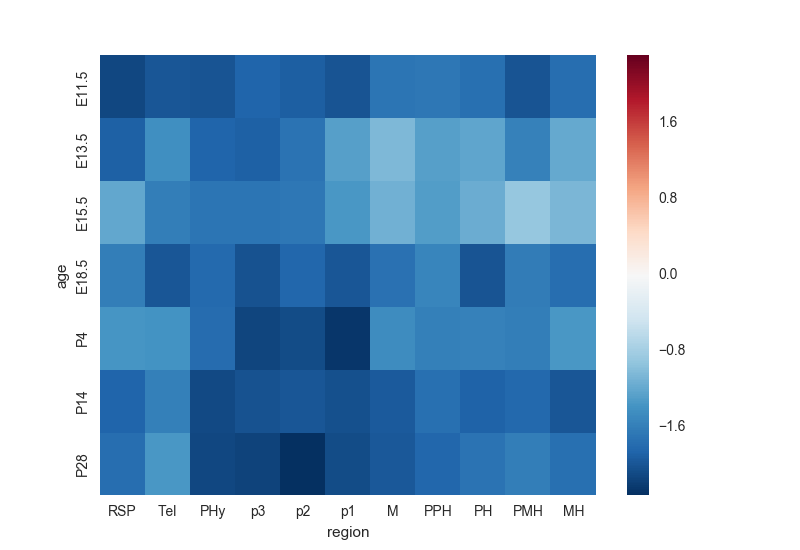 E11.5
E13.5
E15.5
E18.5
P4
P14
P28
age
RSP Tel PHy p3 p2 p1 M PPH PH PMH MH
region
1.6
0.8
0.0
−0.8
−1.6